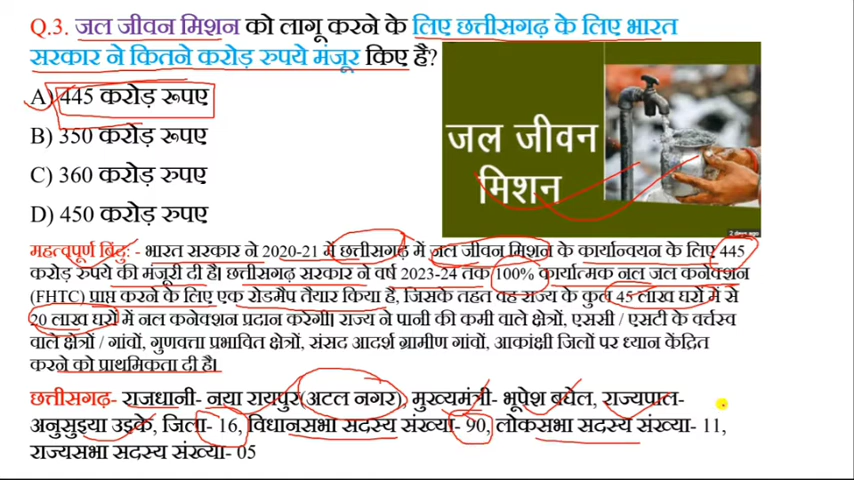 Q.3. जल जीवन मिशन को लागू करने के लिए छत्तीसगढ़ के लिए भारत
सरकार ने कितने करोड़ रुपये मंजूर किए है?
A) 445 करोड़ रूपए
B) 350 करोड़ रुपए
C) 360 करोड़ रुपए
D) 450 करोड़ रुपए
जल जीवन
मिशन
महत्वपूर्ण बिंदु: - भारत सरकार ने 2020-21 में छत्तीसगढ़ में जल जीवन मिशन के कार्यान्वयन के लिए 445
करोड़ रुपये की मंजूरी दी है। छत्तीसगढ़ सरकार ने वर्ष 2023-24 तक 100% कार्यात्मक नल जल कनेक्शन
(FHTC) प्राप्त करने के लिए एक रोडमैप तैयार किया है, जिसके तहत वह राज्य के कुल 45 लाख घरों में से
20 लाख घरों में नल कनेक्शन प्रदान करेगी। राज्य ने पानी की कमी वाले क्षेत्रों, एससी / एसटी के वर्चस्व
वाले क्षेत्रों / गांवों, गुणवत्ता प्रभावित क्षेत्रों, संसद आदर्श ग्रामीण गांवों, आकांक्षी जिलों पर ध्यान केंद्रित
करने को प्राथमिकता दी है।
छत्तीसगढ़- राजधानी- नया रायपुर(अटल नगर), मुख्यमंत्री- भूपेश बघेल, राज्यपाल-
अनुसुइया उइके, जिला- 16, विधानसभा सदस्य संख्या- 90, लोकसभा सदस्य संख्या- 11,
राज्यसभा सदस्य संख्या- 05